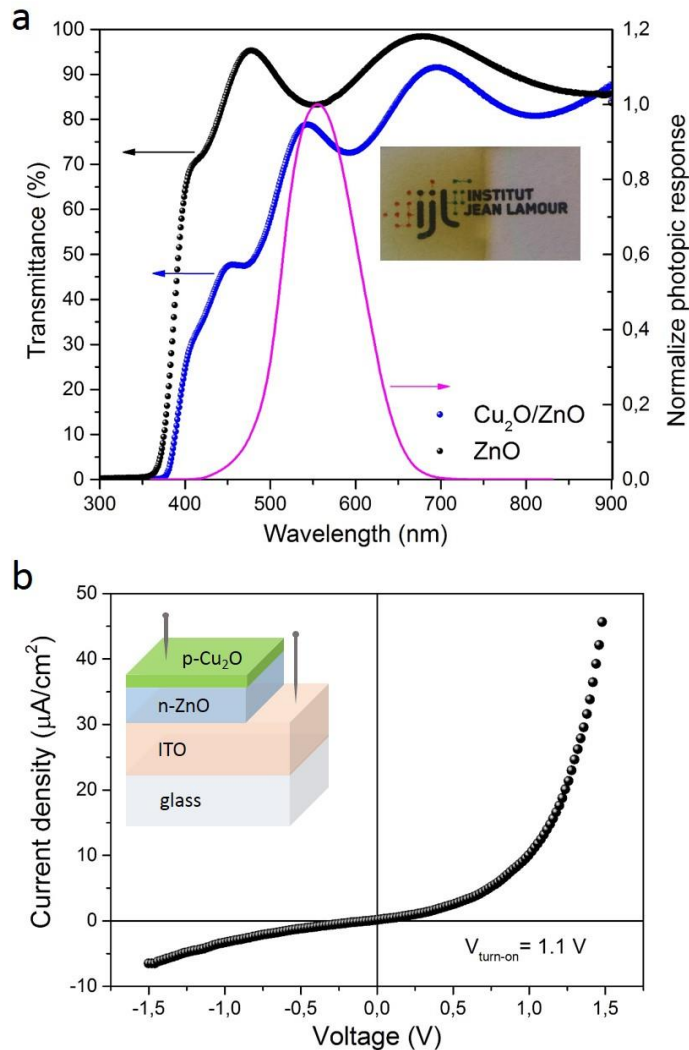 a
100
90
80
70
60
50
40
30
20
10
0
Transmittance (%)
1,2
1,0
0,8
0,6
0,4
0,2
0,0
Normalize photopic response
ijl INSTITUT
JEAN LAMOUR
Cu₂O/ZnO
ZnO
300 400 500 600 700 800 900
Wavelength (nm)
b
50
40
30
20
10
0
-10
Current density (μA/cm²)
p-Cu₂O
n-ZnO
ITO
glass
V turn-on = 1.1 V
-1,5 -1,0 -0,5 0,0 0,5 1,0 1,5
Voltage (V)